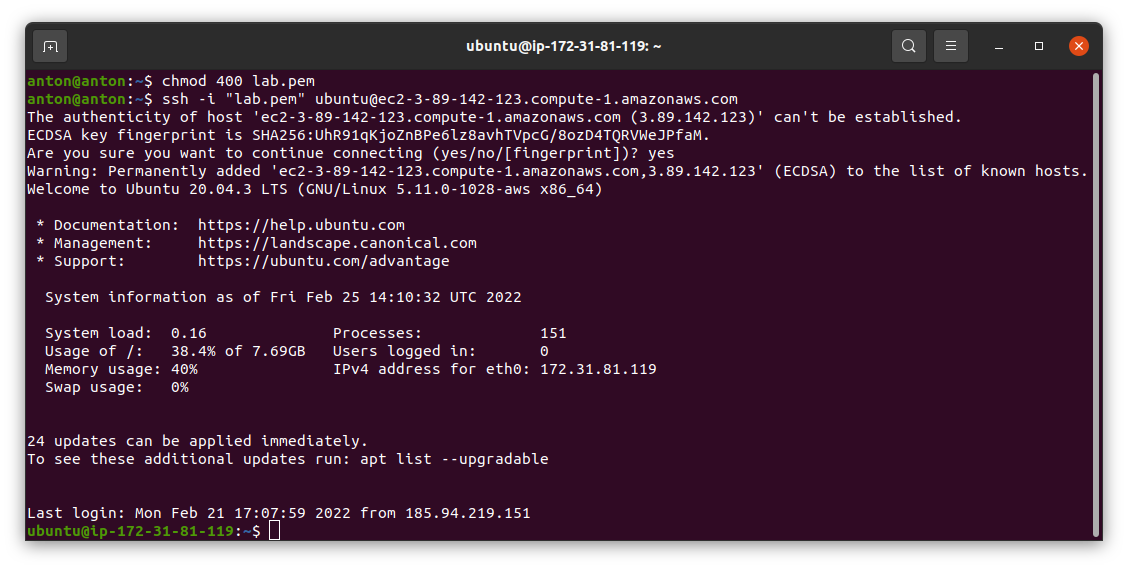 ubuntu@ip-172-31-81-119: ~
anton@anton:~$ chmod 400 lab.pem
anton@anton:~$ ssh -i "lab.pem" ubuntu@ec2-3-89-142-123.compute-1.amazonaws.com
The authenticity of host 'ec2-3-89-142-123.compute-1.amazonaws.com (3.89.142.123)' can't be established.
ECDSA key fingerprint is SHA256:UhR91qKjoZnBPe6lz8avhTVpcG/8ozD4TQRVWeJPfaM.
Are you sure you want to continue connecting (yes/no/[fingerprint])? yes
Warning: Permanently added 'ec2-3-89-142-123.compute-1.amazonaws.com,3.89.142.123' (ECDSA) to the list of known hosts.
Welcome to Ubuntu 20.04.3 LTS (GNU/Linux 5.11.0-1028-aws x86_64)

 * Documentation:  https://help.ubuntu.com
 * Management:     https://landscape.canonical.com
 * Support:        https://ubuntu.com/advantage

  System information as of Fri Feb 25 14:10:32 UTC 2022

  System load:  0.16              Processes:             151
  Usage of /:   38.4% of 7.69GB   Users logged in:       0
  Memory usage: 40%               IPv4 address for eth0: 172.31.81.119
  Swap usage:   0%


24 updates can be applied immediately.
To see these additional updates run: apt list --upgradable


Last login: Mon Feb 21 17:07:59 2022 from 185.94.219.151
ubuntu@ip-172-31-81-119:~$